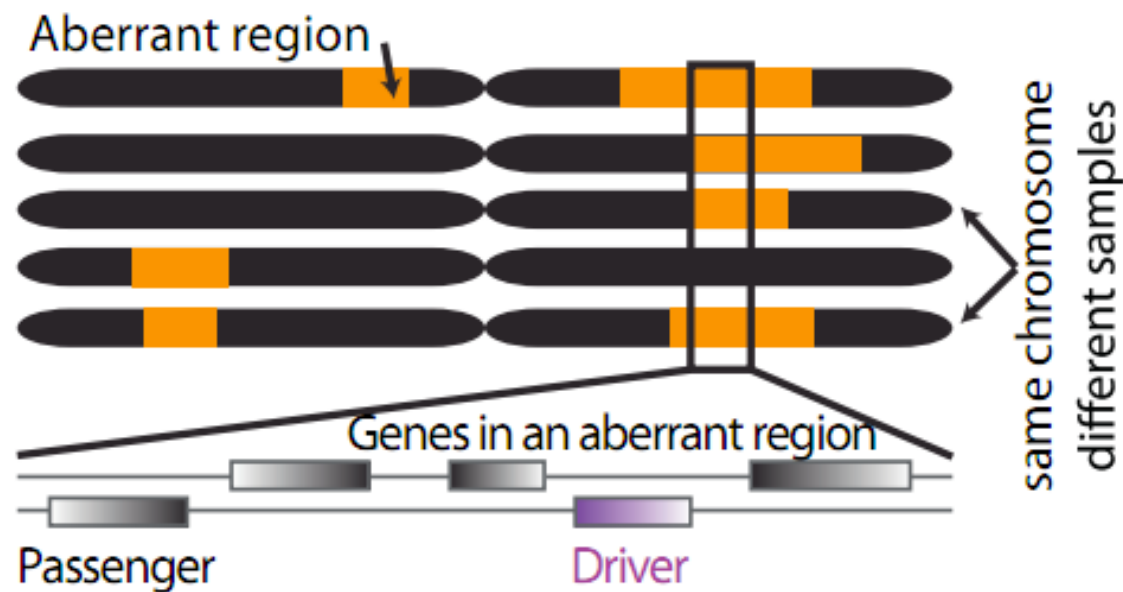 Aberrant region
same chromosome
different samples
Genes in an aberrant region
Passenger
Driver